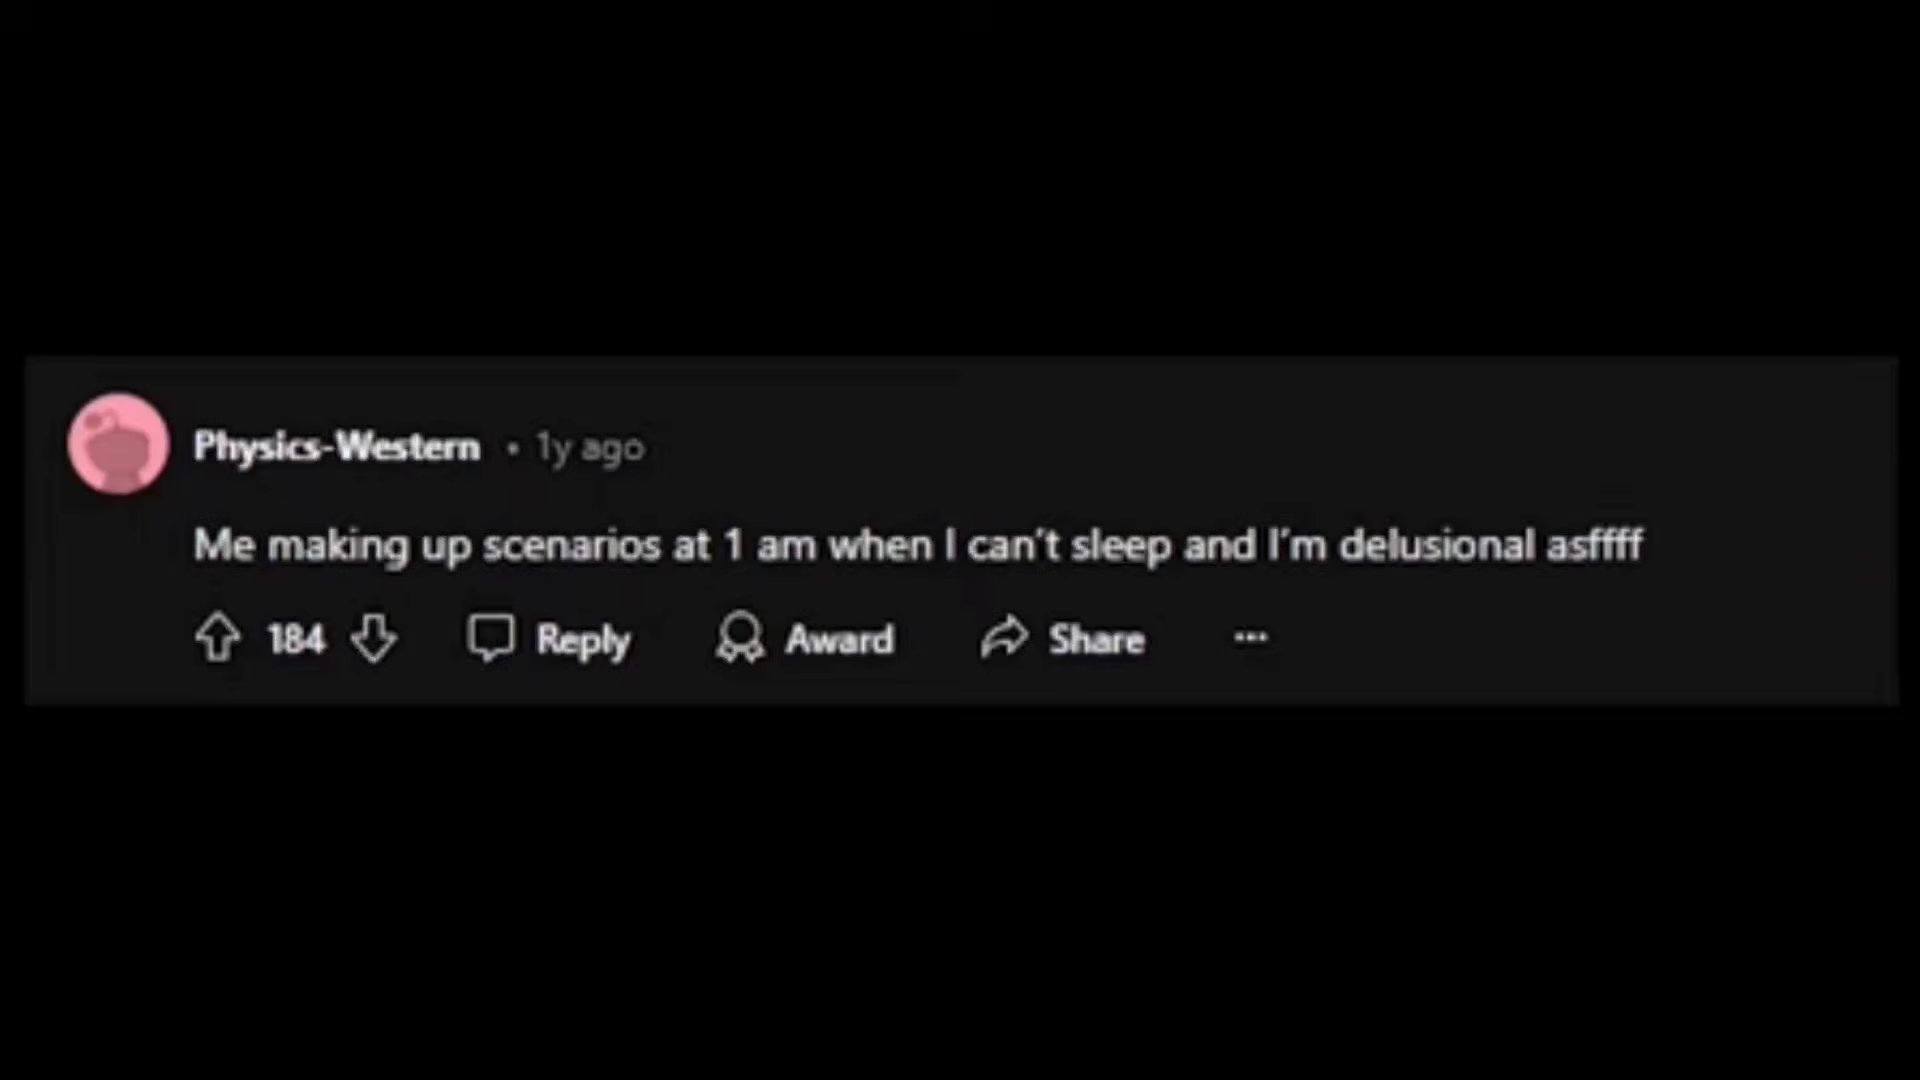 Physics-Western • 1y ago
Me making up scenarios at 1 am when I can't sleep and I'm delusional asffff
184 Reply Award Share ...